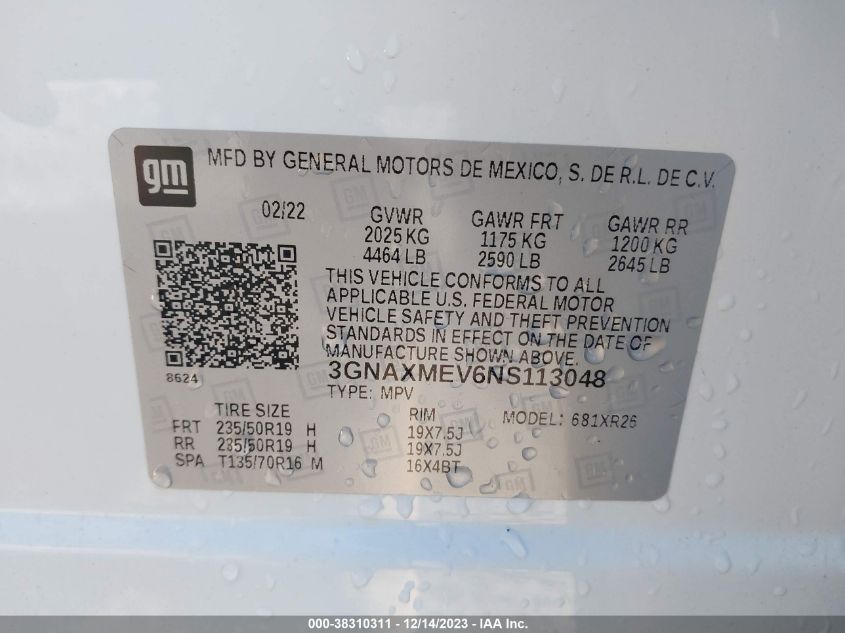 gm
MFD BY GENERAL MOTORS DE MEXICO, S. DE R.L. DE C.V.
02/22 GVWR GAWR FRT GAWR RR
2025 KG 1175 KG 1200 KG
4464 LB 2590 LB 2645 LB
THIS VEHICLE CONFORMS TO ALL
APPLICABLE U.S. FEDERAL MOTOR
VEHICLE SAFETY AND THEFT PREVENTION
STANDARDS IN EFFECT ON THE DATE OF
MANUFACTURE SHOWN ABOVE.
8624 3GNAXMEV6NS113048
TYPE: MPV
TIRE SIZE RIM MODEL: 681XR26
FRT 235/50R19 H 19X7.5J
RR 235/50R19 H 19X7.5J
SPA T135/70R16 M 16X4BT
000-38310311 - 12/14/2023 - IAA Inc.